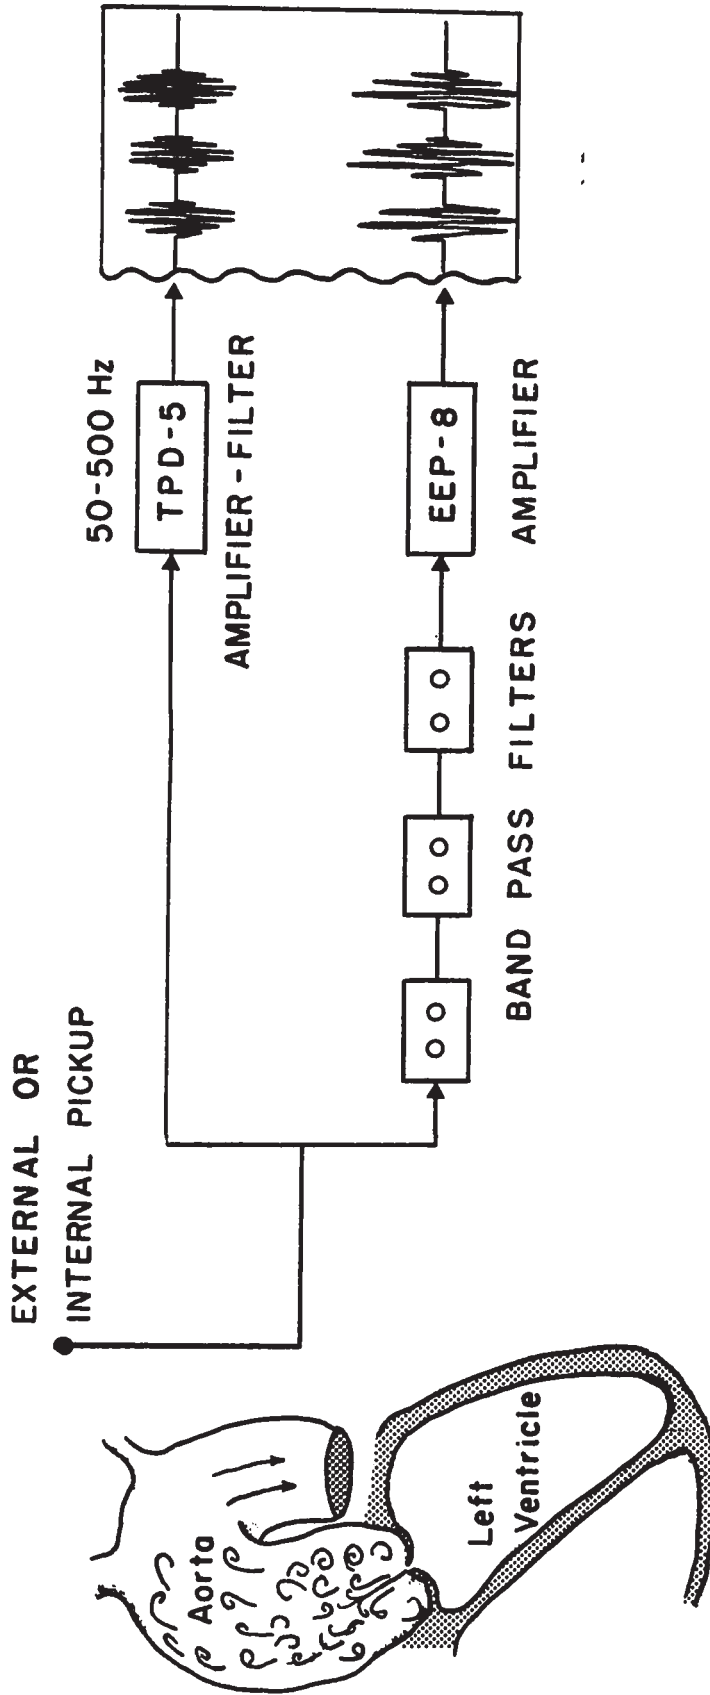 EXTERNAL OR
INTERNAL PICKUP
50-500 Hz
TPD-5
AMPLIFIER-FILTER
BAND PASS FILTERS
EEP-8
AMPLIFIER
Aorta
Left
Ventricle